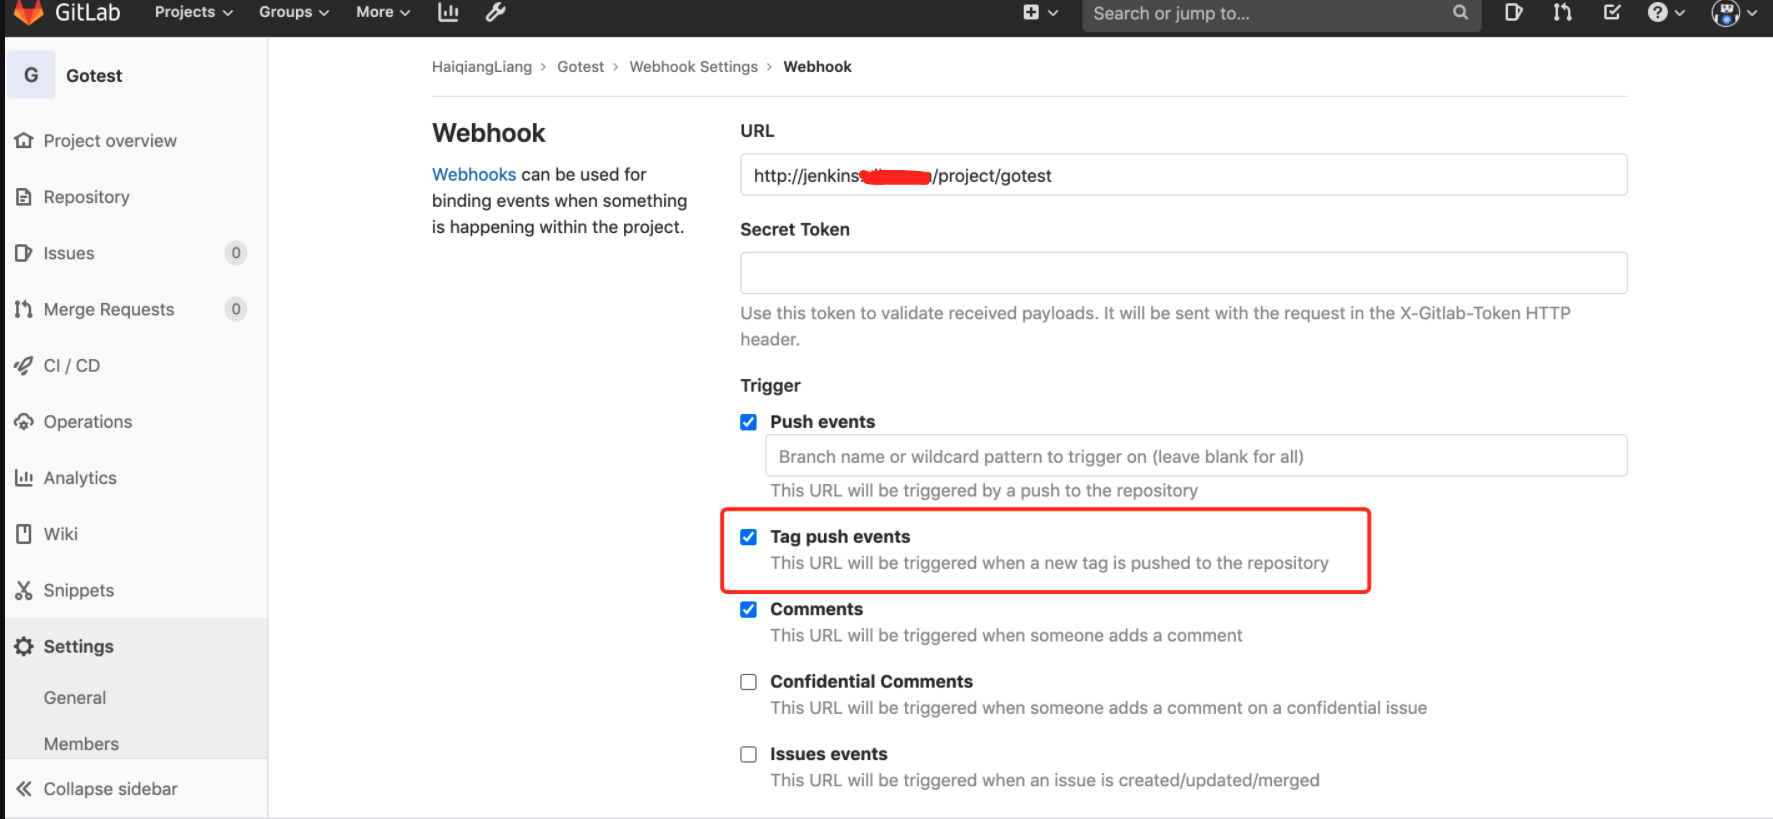 GitLab Projects Groups More Search or jump to...
G Gotest
Project overview
Repository
Issues 0
Merge Requests 0
CI / CD
Operations
Analytics
Wiki
Snippets
Settings
General
Members
Collapse sidebar
HaiqiangLiang > Gotest > Webhook Settings > Webhook
Webhook
Webhooks can be used for
binding events when something
is happening within the project.
URL
http://jenkins /project/gotest
Secret Token
Use this token to validate received payloads. It will be sent with the request in the X-Gitlab-Token HTTP
header.
Trigger
Push events
Branch name or wildcard pattern to trigger on (leave blank for all)
This URL will be triggered by a push to the repository
Tag push events
This URL will be triggered when a new tag is pushed to the repository
Comments
This URL will be triggered when someone adds a comment
Confidential Comments
This URL will be triggered when someone adds a comment on a confidential issue
Issues events
This URL will be triggered when an issue is created/updated/merged